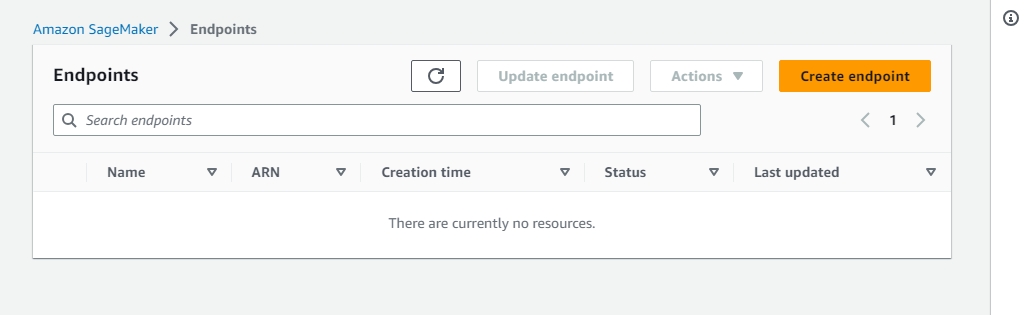 Amazon SageMaker > Endpoints
Endpoints Update endpoint Actions Create endpoint
Search endpoints 1
Name ARN Creation time Status Last updated
There are currently no resources.